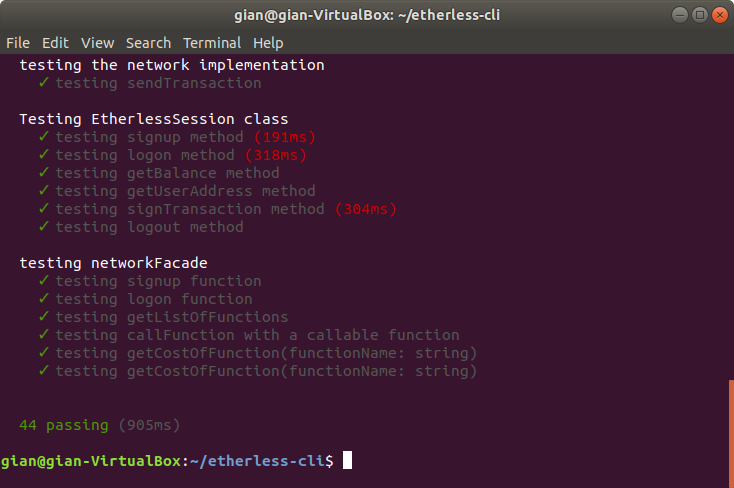 gian@gian-VirtualBox: ~/etherless-cli
File Edit View Search Terminal Help
testing the network implementation
✓ testing sendTransaction
Testing EtherlessSession class
✓ testing signup method (191ms)
✓ testing logon method (318ms)
✓ testing getBalance method
✓ testing getUserAddress method
✓ testing signTransaction method (304ms)
✓ testing logout method
testing networkFacade
✓ testing signup function
✓ testing logon function
✓ testing getListOfFunctions
✓ testing callFunction with a callable function
✓ testing getCostOfFunction(functionName: string)
✓ testing getCostOfFunction(functionName: string)
44 passing (905ms)
gian@gian-VirtualBox:~/etherless-cli$